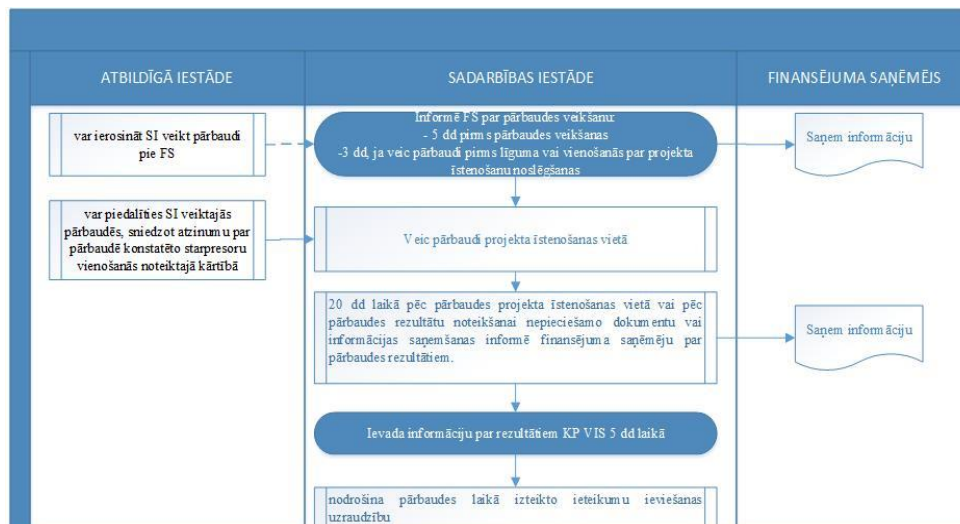 ATBILDĪGĀ IESTĀDE
SADARBĪBAS IESTĀDE
FINANSĒJUMA SAŅĒMĒJS
var ierosināt SI veikt pārbaudi
pie FS
Informē FS par pārbaudes veikšanu:
- 5 dd pirms pārbaudes veikšanas
-3 dd, ja veic pārbaudi pirms līguma vai vienošanās par projekta
īstenošanu noslēgšanas
Saņem informāciju
var piedalīties SI veiktajās
pārbaudēs, sniedzot atzinumu par
pārbaudē konstatēto starpresoru
vienošanās noteiktajā kārtībā
Veic pārbaudi projekta īstenošanas vietā
20 dd laikā pēc pārbaudes projekta īstenošanas vietā vai pēc
pārbaudes rezultātu noteikšanai nepieciešamo dokumentu vai
informācijas saņemšanas informē finansējuma saņēmēju par
pārbaudes rezultātiem.
Saņem informāciju
Ievada informāciju par rezultātiem KP VIS 5 dd laikā
nodrošina pārbaudes laikā izteikto ieteikumu ieviešanas
uzraudzību